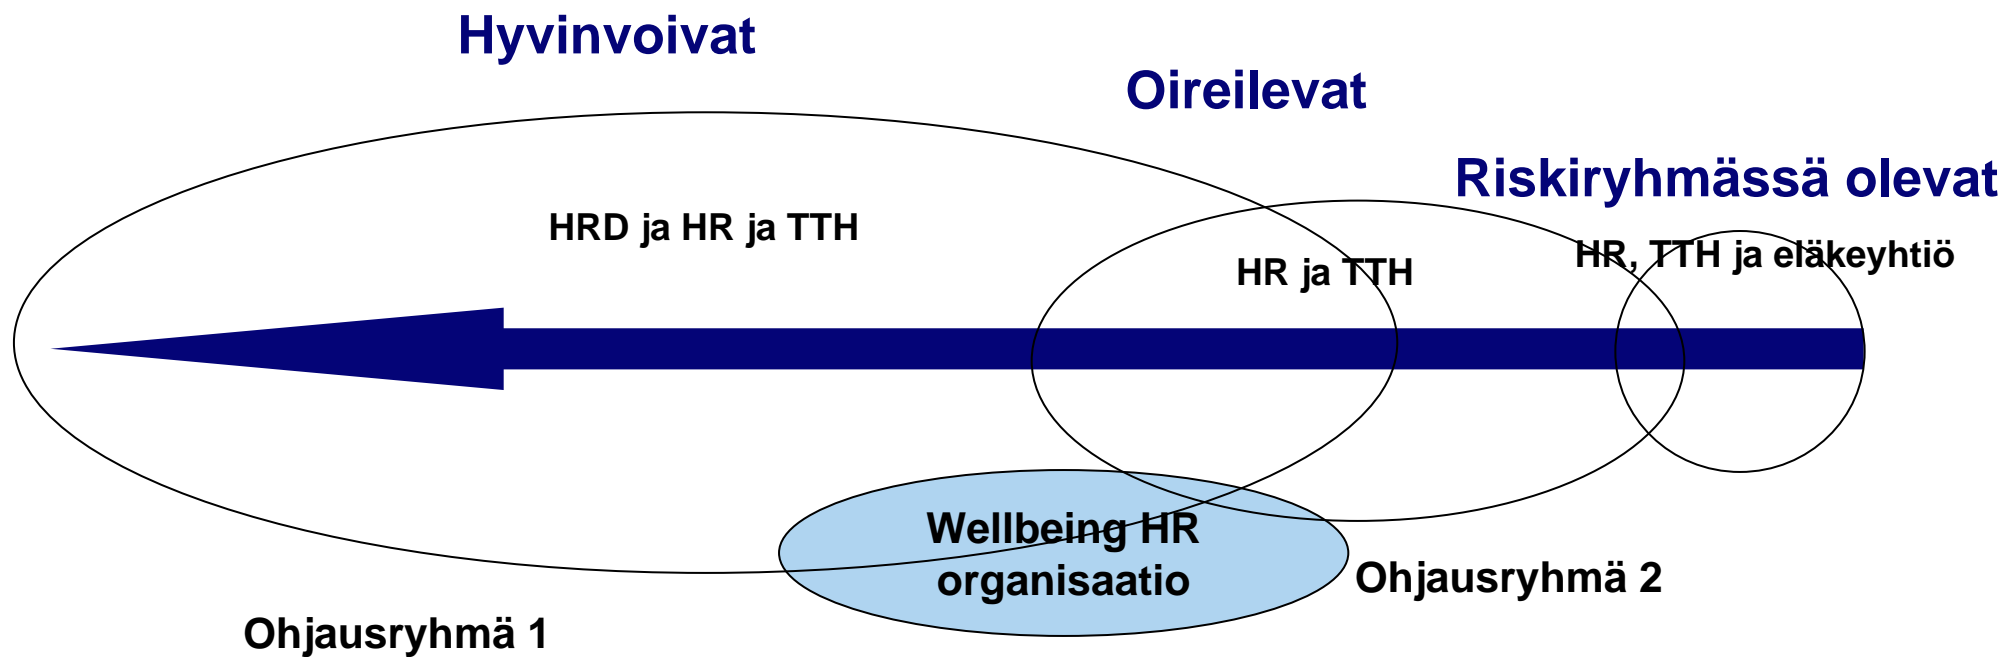 Hyvinvoivat
Oireilevat
Riskiryhmässä olevat
HRD ja HR ja TTH
HR ja TTH
HR, TTH ja eläkeyhtiö
Wellbeing HR
organisaatio
Ohjausryhmä 2
Ohjausryhmä 1